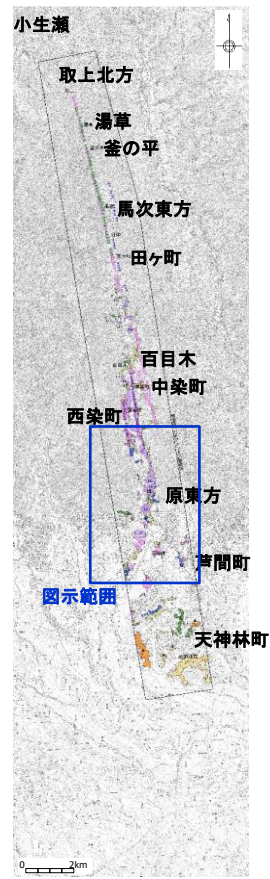 小生瀬
取上北方
湯草
釜の平
馬次東方
田ヶ町
百目木
中染町
西染町
原東方
芦間町
図示範囲
天神林町
0 2km